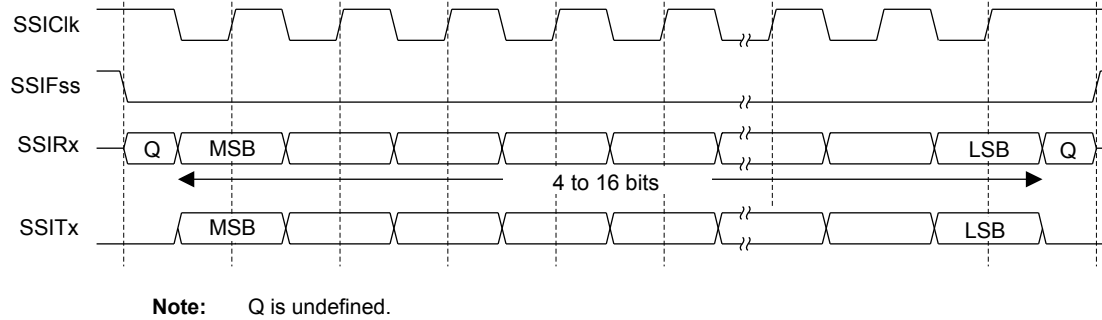 SSIClk
SSIFss
SSIRx Q MSB LSB Q
4 to 16 bits
SSITx MSB LSB
Note: Q is undefined.